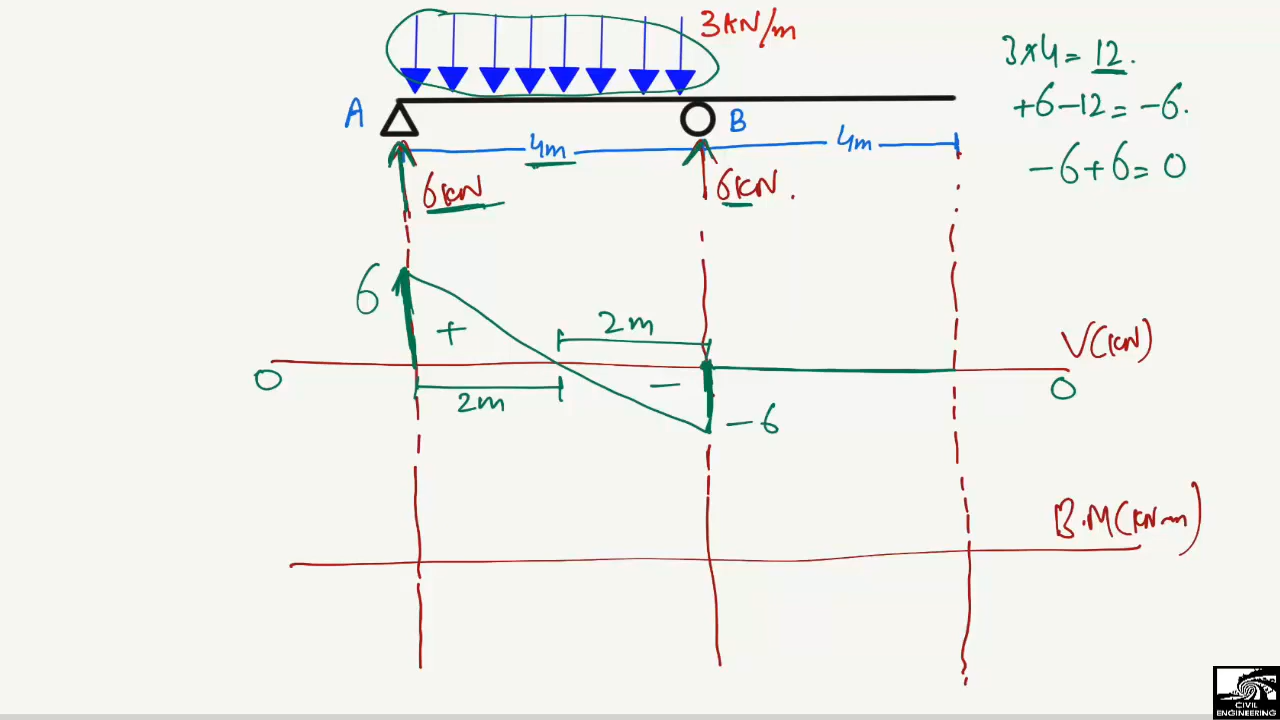 3KN/m
3×4 = 12.
+6-12 = -6.
-6+6 = 0
A
B
4m
4m
6KN
6KN.
6
+
2m
2m
-
-6
V(KN)
0
0
B.M(KN-m)
CIVIL
ENGINEERING